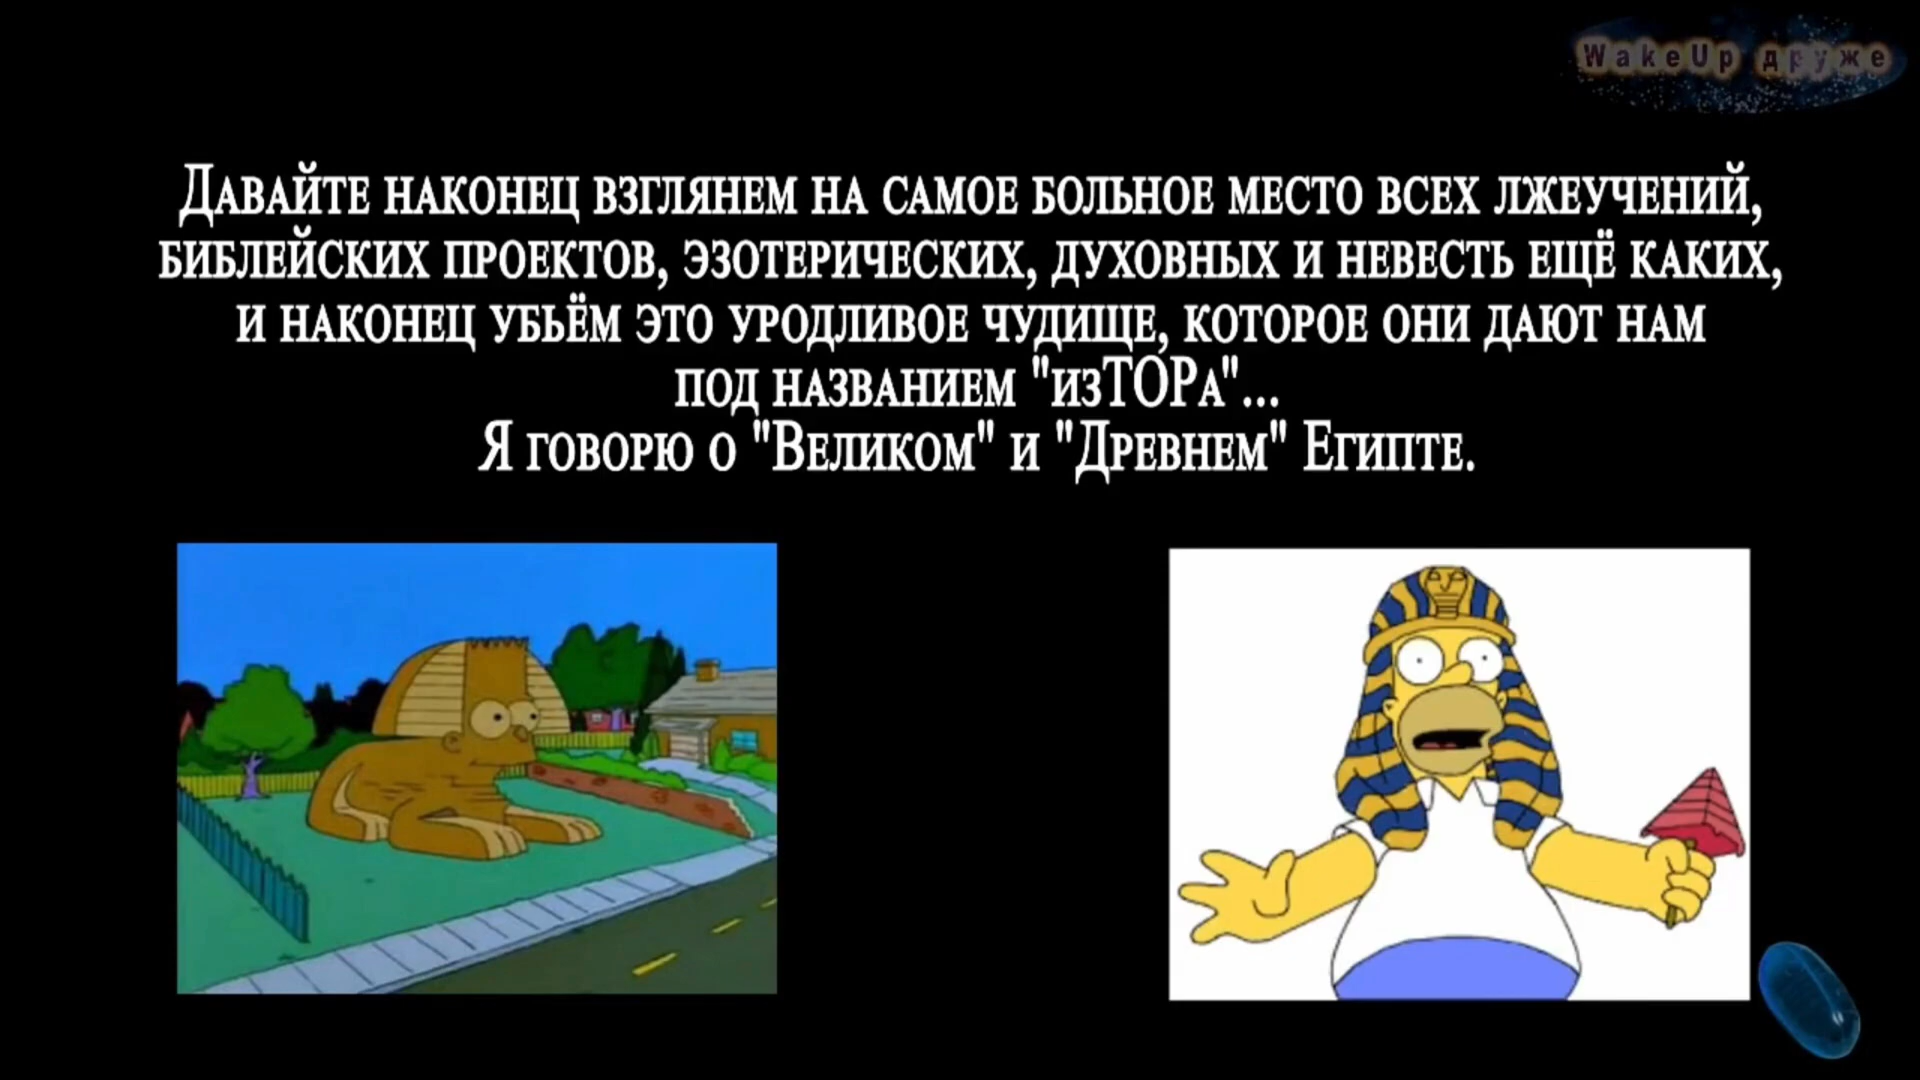 WakeUp друже
Давайте наконец взглянем на самое больное место всех лжеучений,
библейских проектов, эзотерических, духовных и невесть ещё каких,
и наконец убьём это уродливое чудище, которое они дают нам
под названием "изТОРа"...
Я говорю о "Великом" и "Древнем" Египте.